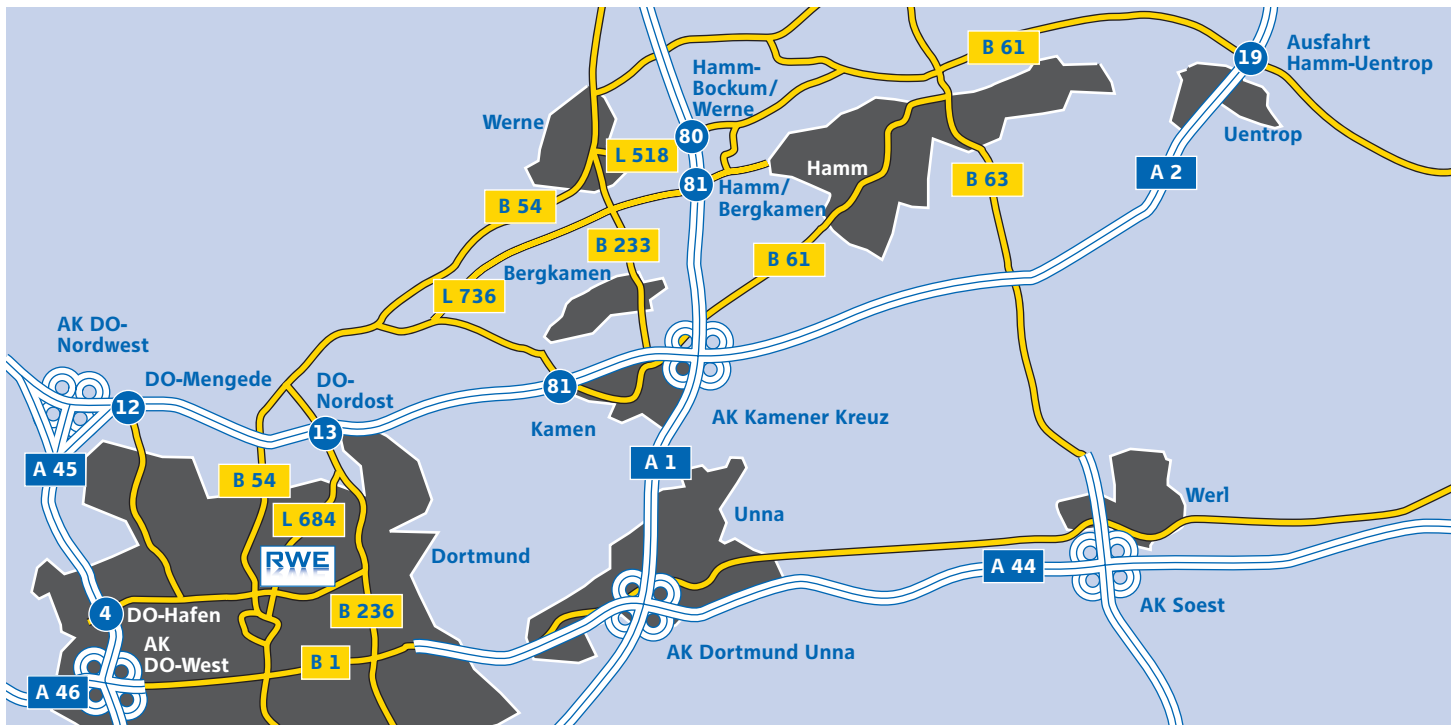 B 61
19
Ausfahrt
Hamm-Uentrop
Hamm-
Bockum/
Werne
Werne
80
L 518
Uentrop
Hamm
A 2
B 63
81
Hamm/
Bergkamen
B 54
B 233
B 61
Bergkamen
L 736
AK DO-
Nordwest
DO-Mengede
12
DO-
Nordost
13
81
Kamen
AK Kamener Kreuz
A 45
A 1
B 54
L 684
Unna
Werl
RWE
Dortmund
A 44
4
DO-Hafen
B 236
AK Soest
AK
DO-West
B 1
AK Dortmund Unna
A 46